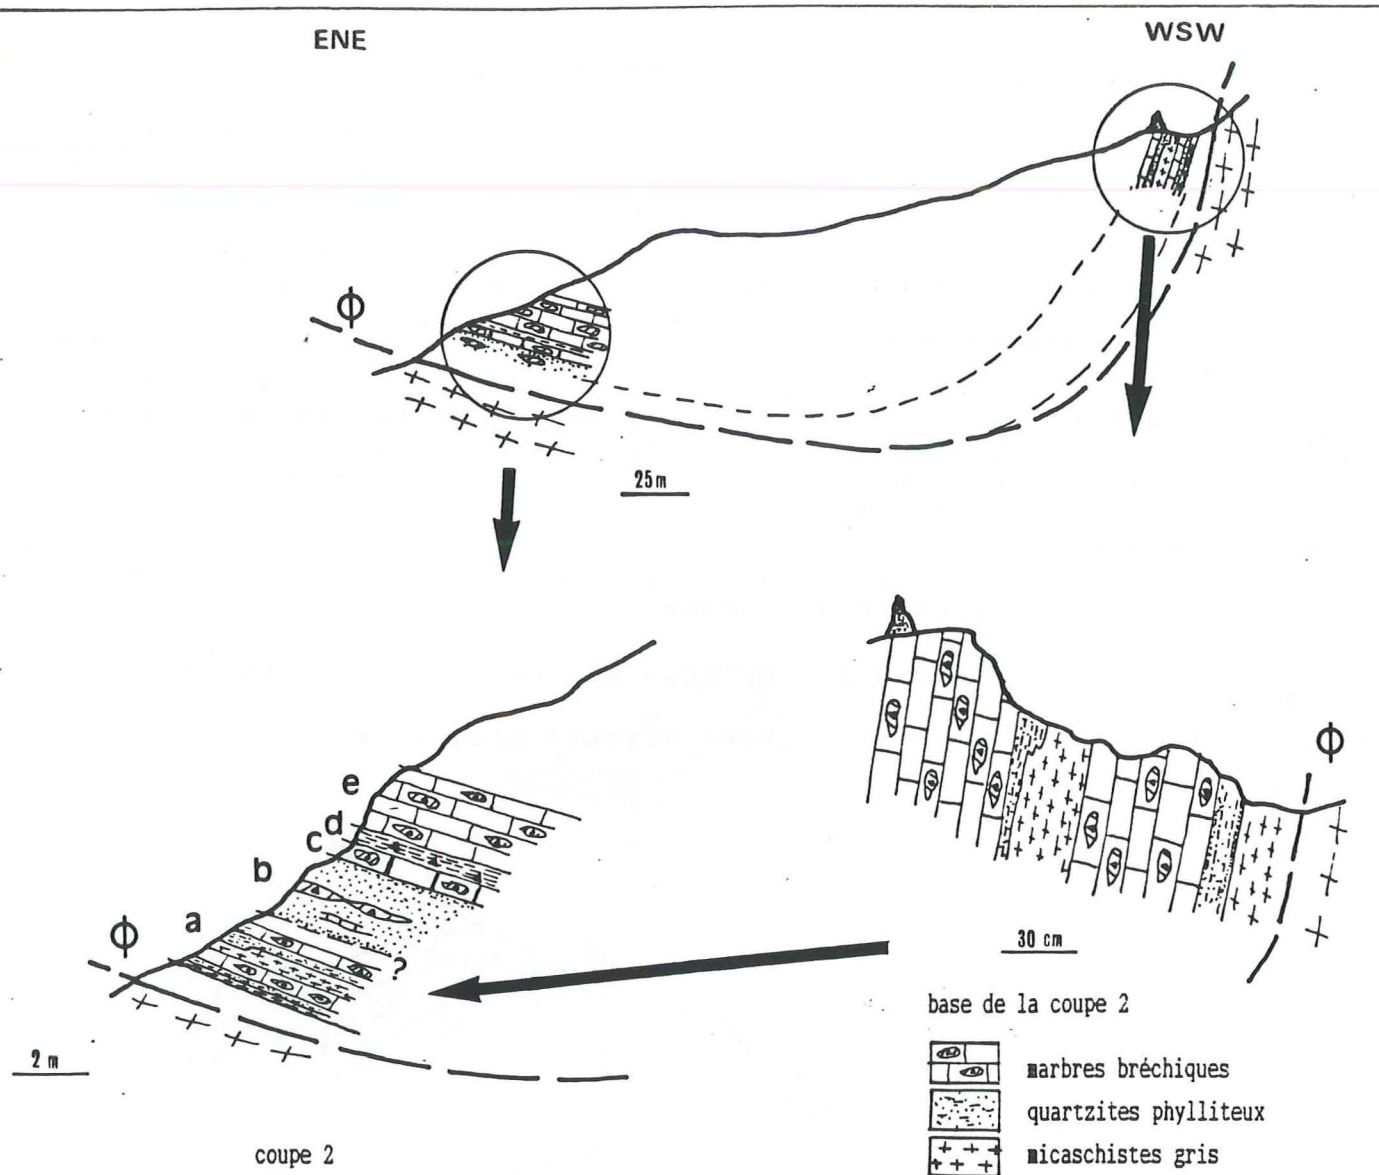 ENE WSW
ϕ
25m
ϕ
e
d
c
b
a
ϕ
?
30 cm
2 m
base de la coupe 2
marbres bréchiques
quartzites phylliteux
micaschistes gris
coupe 2